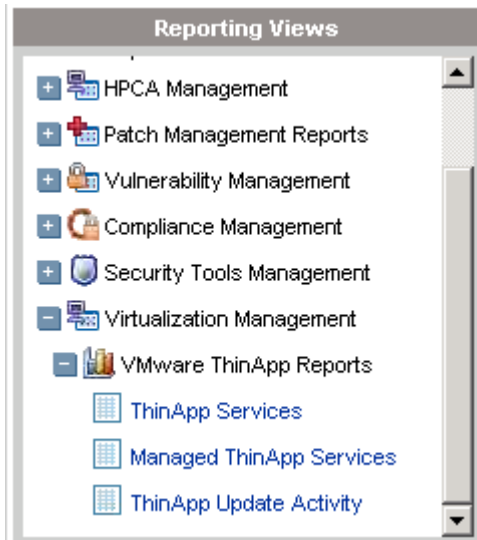 Reporting Views
HPCA Management
Patch Management Reports
Vulnerability Management
Compliance Management
Security Tools Management
Virtualization Management
VMware ThinApp Reports
ThinApp Services
Managed ThinApp Services
ThinApp Update Activity